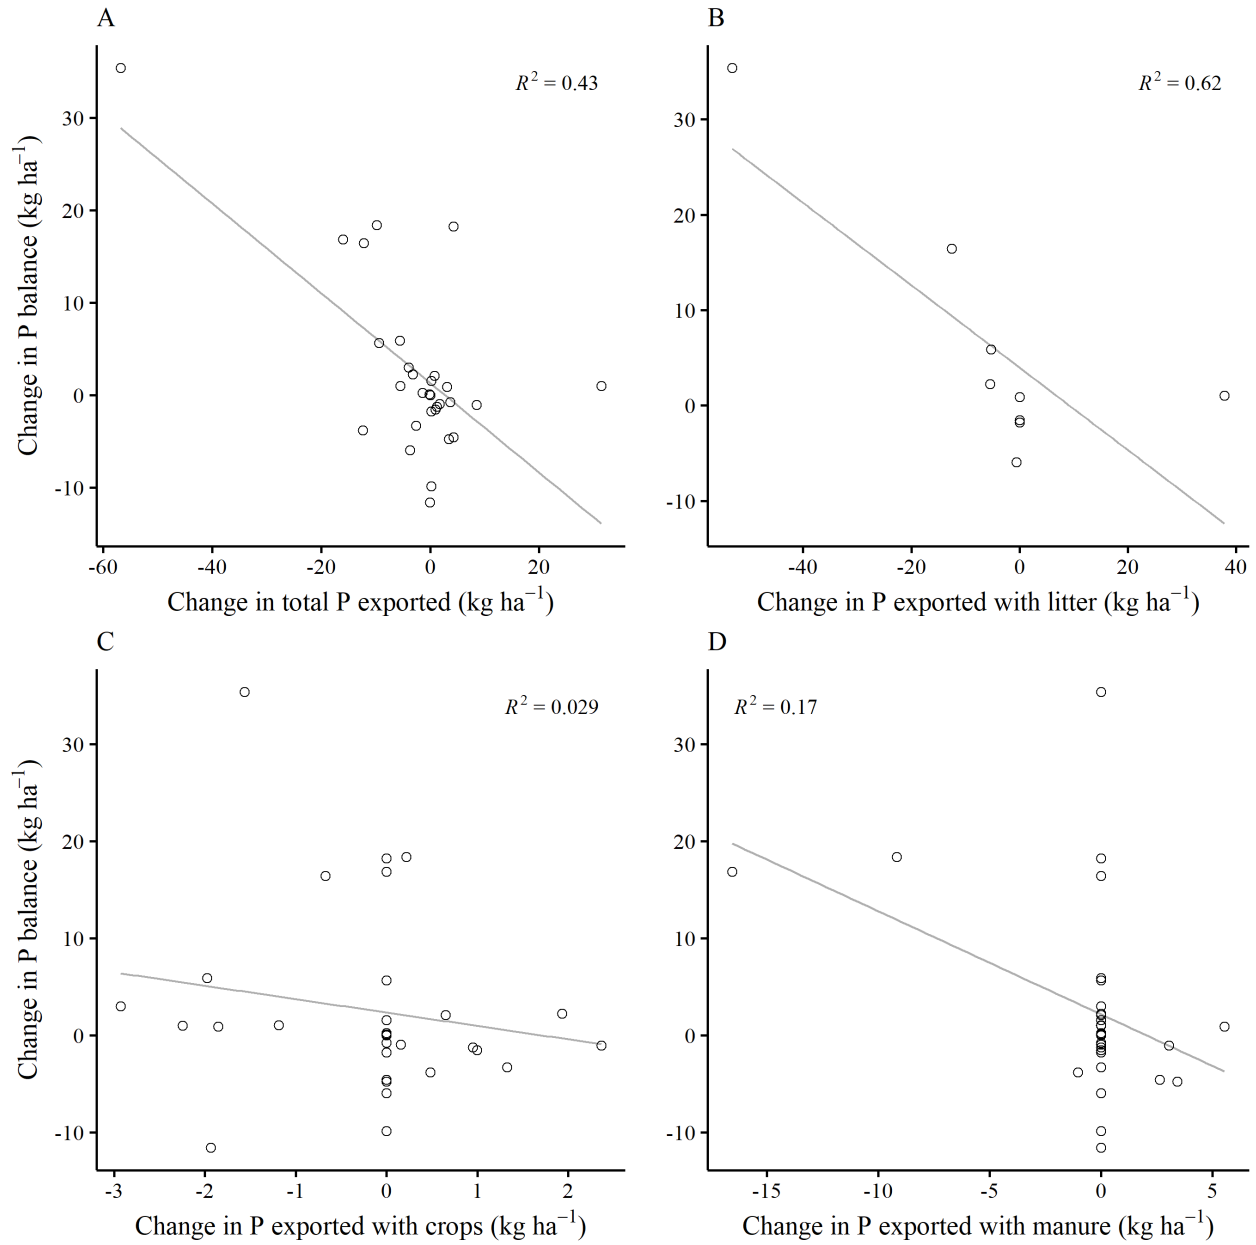 A
R² = 0.43
30
20
10
0
-10
-60 -40 -20 0 20
Change in total P exported (kg ha⁻¹)
Change in P balance (kg ha⁻¹)
B
R² = 0.62
30
20
10
0
-10
-40 -20 0 20 40
Change in P exported with litter (kg ha⁻¹)
C
R² = 0.029
30
20
10
0
-10
-3 -2 -1 0 1 2
Change in P exported with crops (kg ha⁻¹)
Change in P balance (kg ha⁻¹)
D
R² = 0.17
30
20
10
0
-10
-15 -10 -5 0 5
Change in P exported with manure (kg ha⁻¹)